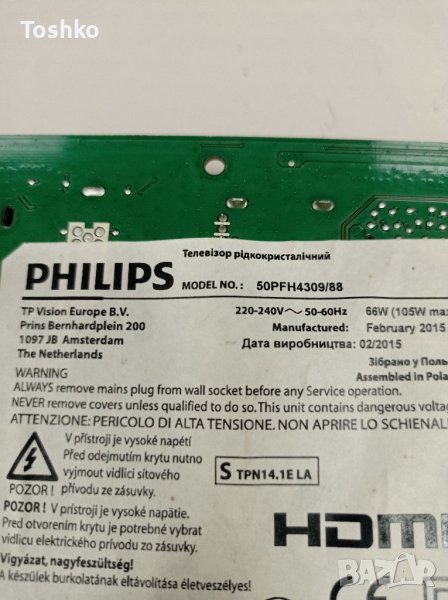 Toshko
Телевізор рідкокристалічний
PHILIPS MODEL NO.: 50PFH4309/88
TP Vision Europe B.V. 220-240V~ 50-60Hz 66W (105W max
Prins Bernhardplein 200 Manufactured: February 2015
1097 JB Amsterdam Дата виробництва: 02/2015
The Netherlands Зібрано у Поль
WARNING Assembled in Pola
ALWAYS remove mains plug from wall socket before any Service operation.
NEVER remove covers unless qualified to do so. This unit contains dangerous voltag
ATTENZIONE: PERICOLO DI ALTA TENSIONE. NON APRIRE LO SCHIENAL
V přístroji je vysoké napětí
Před odejmutím krytu nutno
vyjmout vidlici sítového
POZOR! přívodu ze zásuvky.
S TPN14.1E LA
POZOR! V prístroji je vysoké napätie.
Pred otvorením krytu je potrebné vybrať
vidlicu elektrického prívodu zo zásuvky.
HDMI
Vigyázat, nagyfeszültség!
A készülek burkolatának eltávolítása életveszélyes!
BAZAR